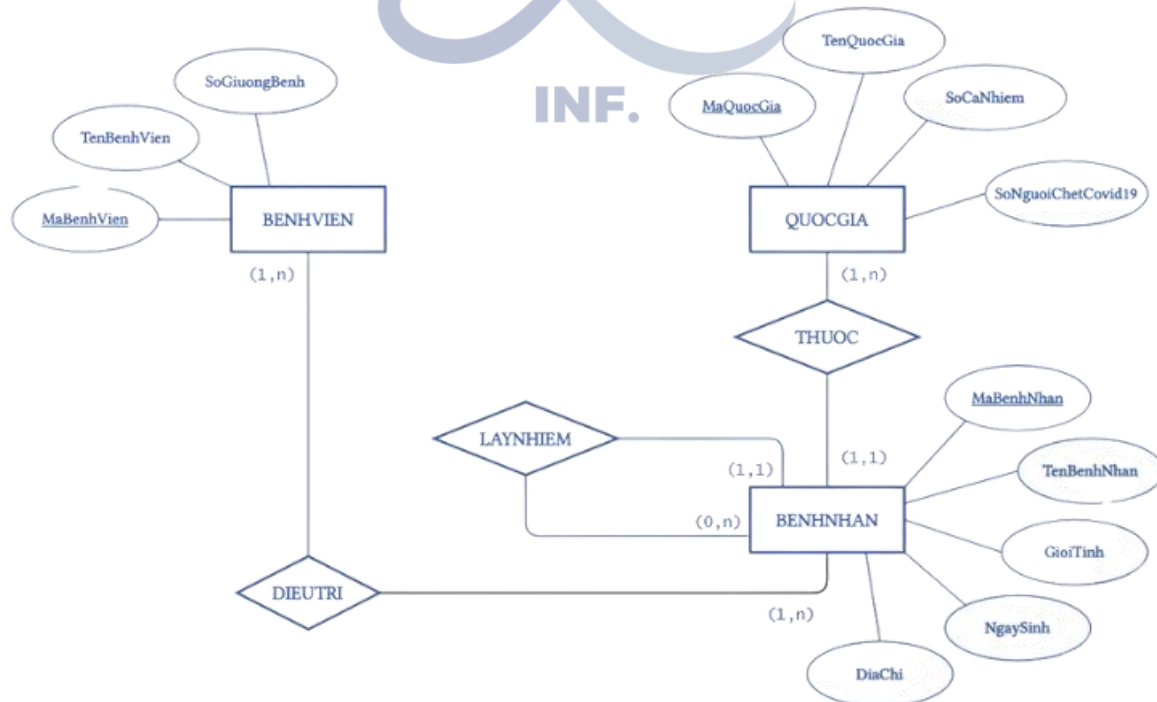 TenQuocGia
SoGiuongBenh
SoCaNhiem
MaQuocGia
INF.
TenBenhVien
SoNguoiChetCovid19
MaBenhVien
BENHVIEN
QUOCGIA
(1,n)
(1,n)
THUOC
MaBenhNhan
LAYNHIEM
(1,1)
(1,1)
TenBenhNhan
(0,n)
BENHNHAN
GioiTinh
DIEUTRI
(1,n)
NgaySinh
DiaChi